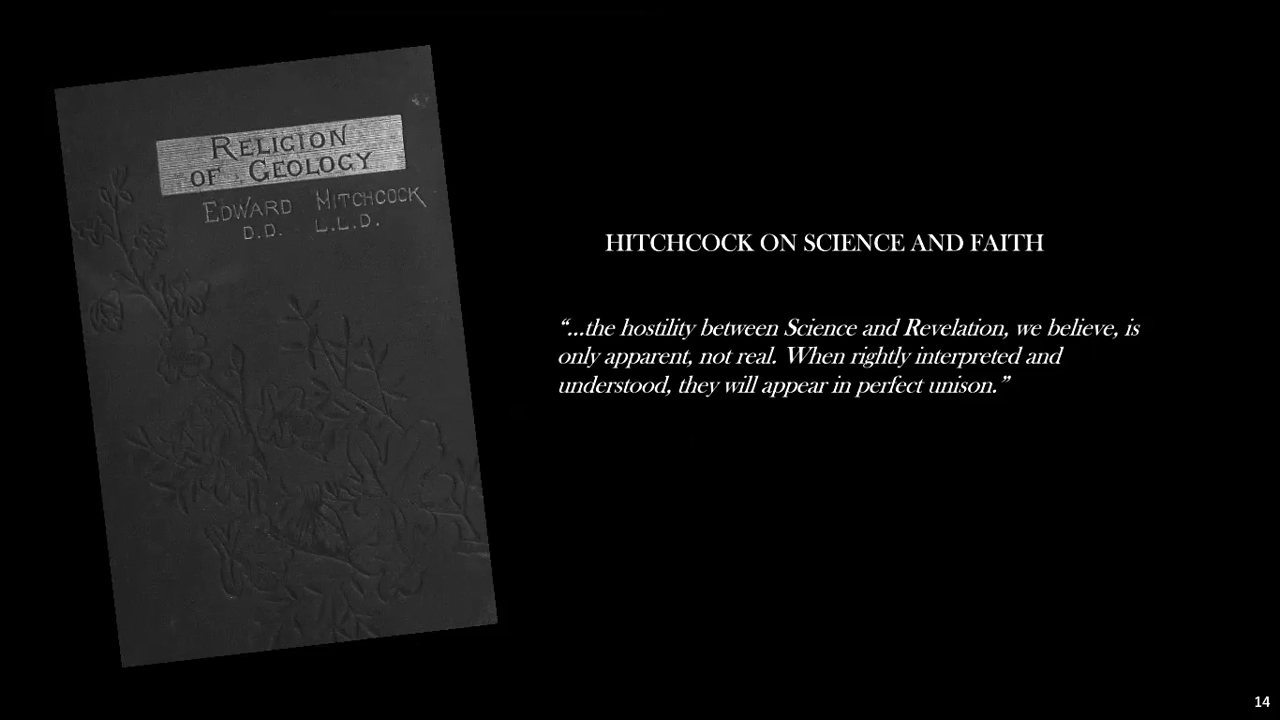 RELIGION
OF GEOLOGY
EDWARD HITCHCOCK
D.D. L.L.D.
HITCHCOCK ON SCIENCE AND FAITH
“...the hostility between Science and Revelation, we believe, is
only apparent, not real. When rightly interpreted and
understood, they will appear in perfect unison.”
14